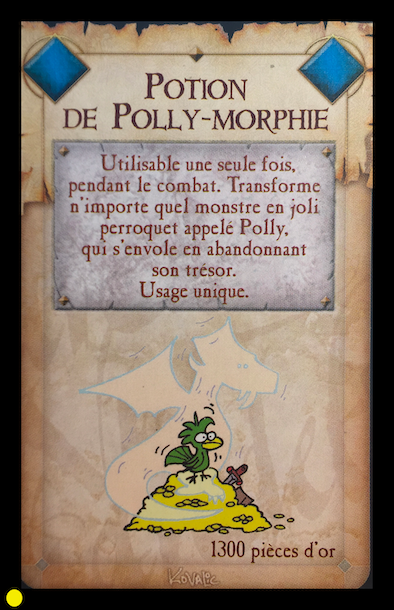 POTION
DE POLLY-MORPHIE
Utilisable une seule fois,
pendant le combat. Transforme
n'importe quel monstre en joli
perroquet appelé Polly,
qui s'envole en abandonnant
son trésor.
Usage unique.
1300 pièces d'or
KOVALIC